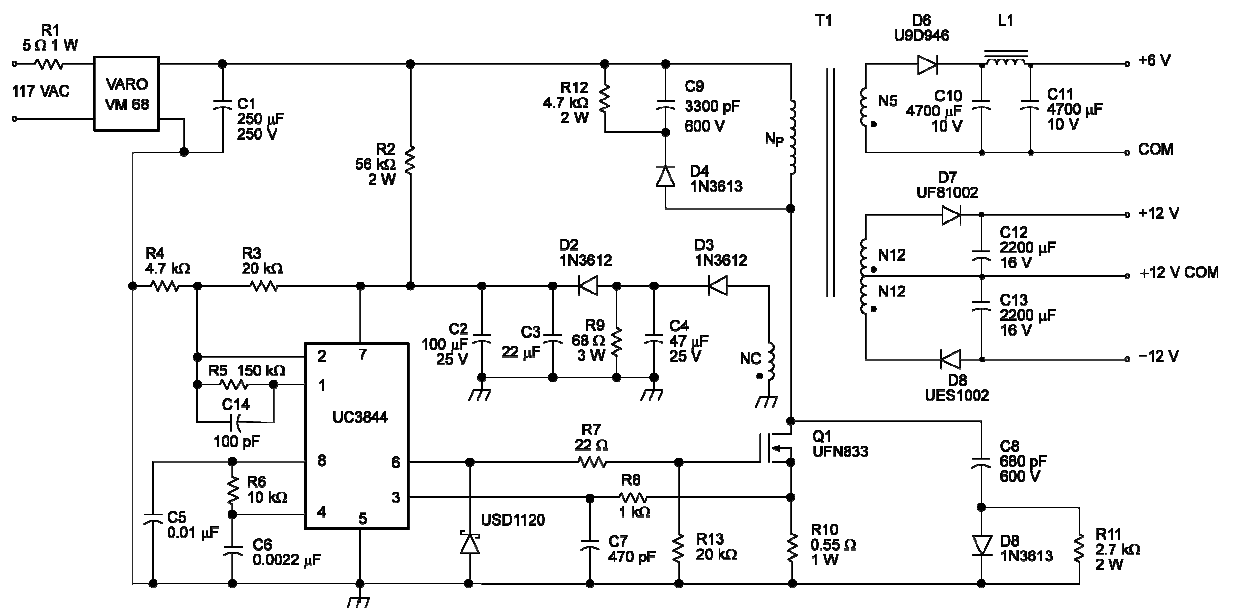 R1
5 Ω 1 W
117 VAC
VARO
VM 68
C1
250 µF
250 V
R2
56 kΩ
2 W
R12
4.7 kΩ
2 W
C9
3300 pF
600 V
D4
1N3613
NP
T1
D6
U9D946
L1
N5
C10
4700 µF
10 V
C11
4700 µF
10 V
+6 V
COM
D7
UF81002
+12 V
N12
N12
C12
2200 µF
16 V
+12 V COM
C13
2200 µF
16 V
D8
UES1002
−12 V
R4
4.7 kΩ
R3
20 kΩ
D2
1N3612
D3
1N3612
C2
100 µF
25 V
C3
22 µF
R9
68 Ω
3 W
C4
47 µF
25 V
NC
2
7
R5 150 kΩ
1
C14
100 pF
UC3844
8
6
R6
10 kΩ
4
3
5
C5
0.01 µF
C6
0.0022 µF
USD1120
R7
22 Ω
R8
1 kΩ
C7
470 pF
R13
20 kΩ
Q1
UFN833
R10
0.55 Ω
1 W
C8
680 pF
600 V
D8
1N3613
R11
2.7 kΩ
2 W